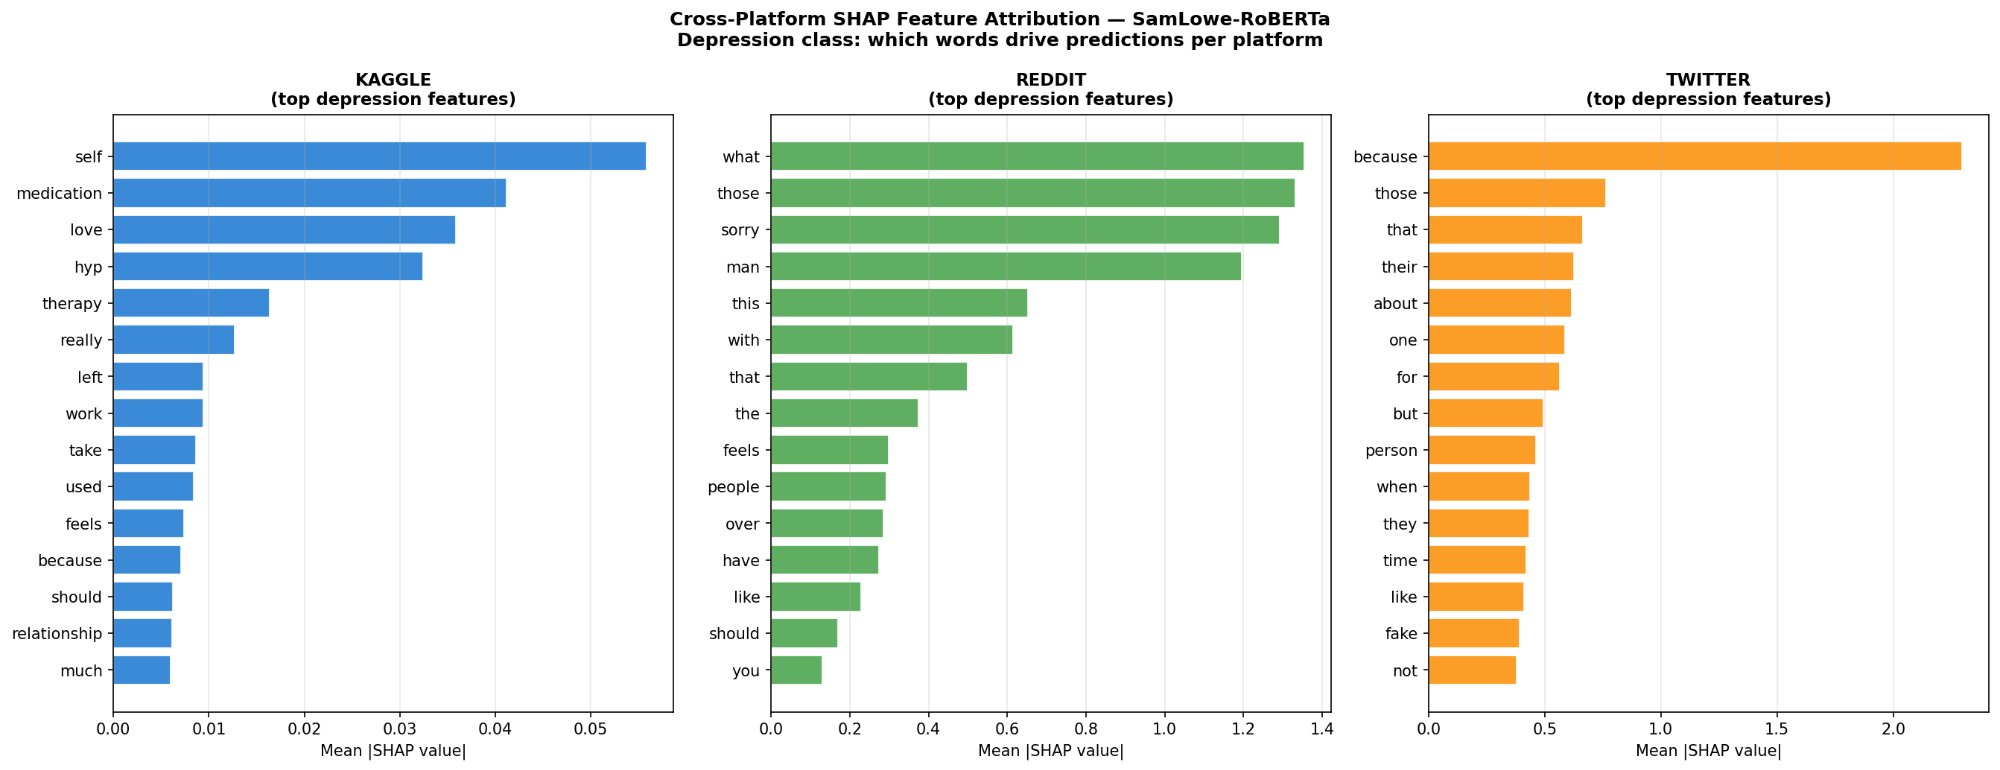 Cross-Platform SHAP Feature Attribution — SamLowe-RoBERTa
Depression class: which words drive predictions per platform
KAGGLE
(top depression features)
self
medication
love
hyp
therapy
really
left
work
take
used
feels
because
should
relationship
much
0.00 0.01 0.02 0.03 0.04 0.05
Mean |SHAP value|
REDDIT
(top depression features)
what
those
sorry
man
this
with
that
the
feels
people
over
have
like
should
you
0.0 0.2 0.4 0.6 0.8 1.0 1.2 1.4
Mean |SHAP value|
TWITTER
(top depression features)
because
those
that
their
about
one
for
but
person
when
they
time
like
fake
not
0.0 0.5 1.0 1.5 2.0
Mean |SHAP value|